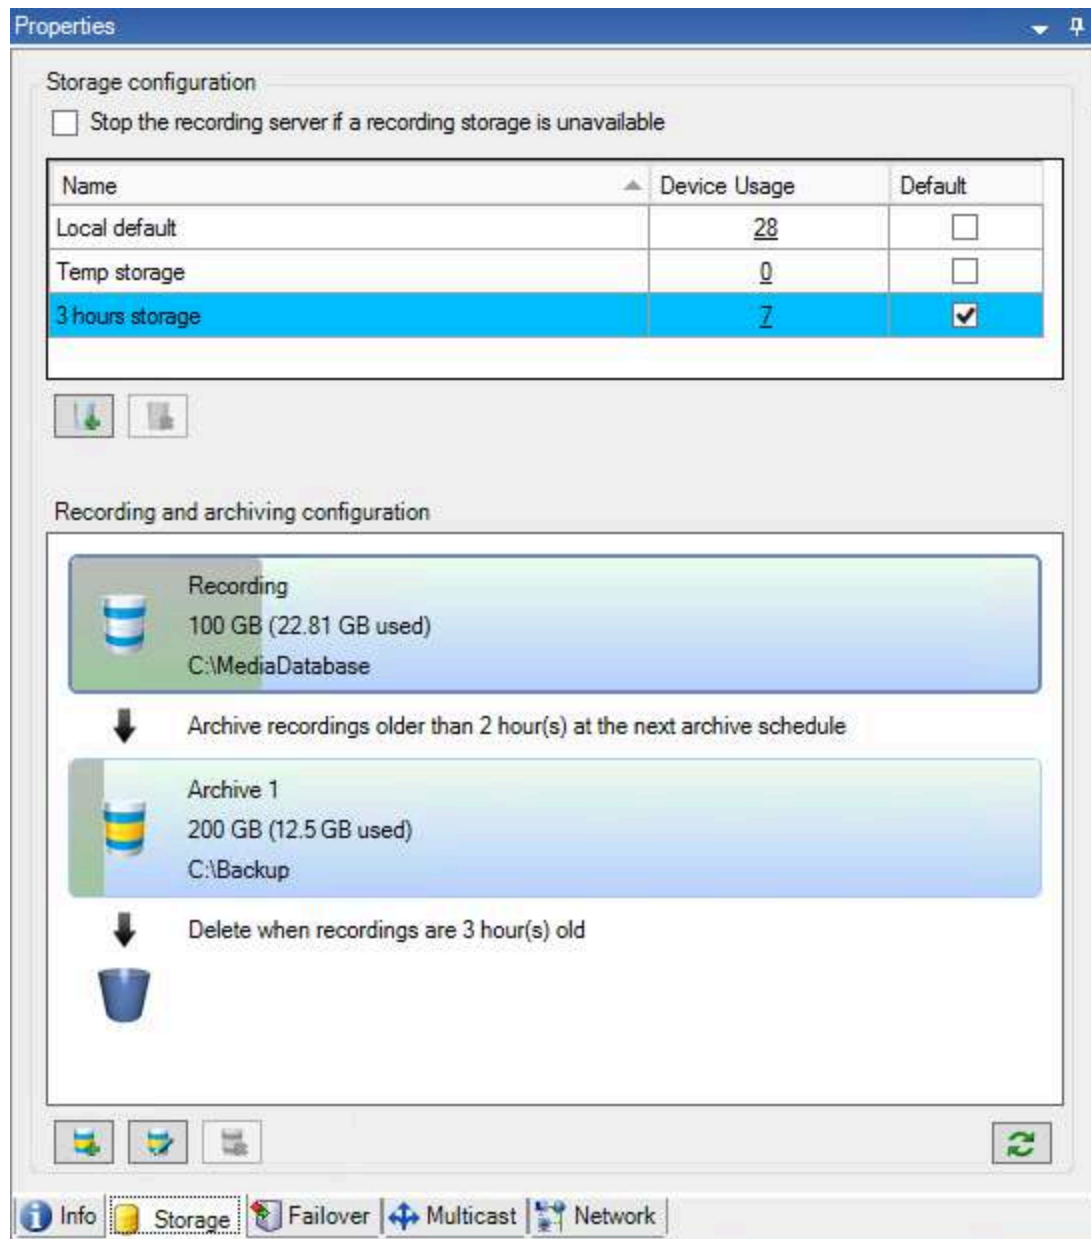 Properties
Storage configuration
Stop the recording server if a recording storage is unavailable
Name Device Usage Default
Local default 28
Temp storage 0
3 hours storage 7
Recording and archiving configuration
Recording
100 GB (22.81 GB used)
C:\MediaDatabase
Archive recordings older than 2 hour(s) at the next archive schedule
Archive 1
200 GB (12.5 GB used)
C:\Backup
Delete when recordings are 3 hour(s) old
Info Storage Failover Multicast Network